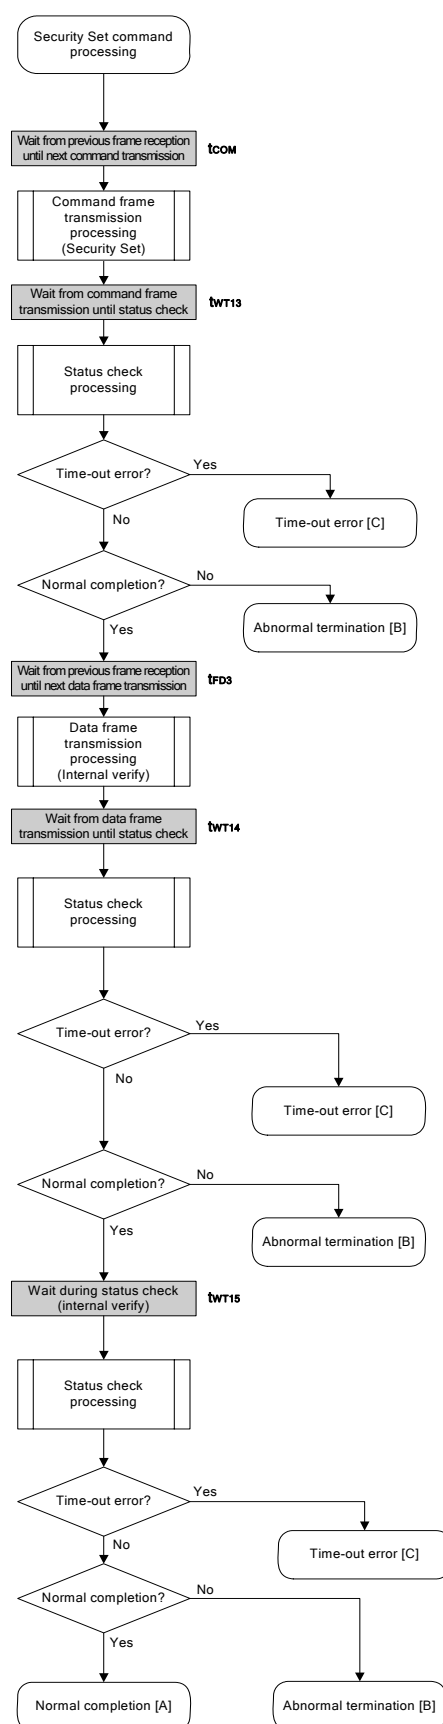 Security Set command
processing
Wait from previous frame reception
until next command transmission
tCOM
Command frame
transmission
processing
(Security Set)
Wait from command frame
transmission until status check
tWT13
Status check
processing
Time-out error?
Yes
Time-out error [C]
No
Normal completion?
No
Abnormal termination [B]
Yes
Wait from previous frame reception
until next data frame transmission
tFD3
Data frame
transmission
processing
(Internal verify)
Wait from data frame
transmission until status check
tWT14
Status check
processing
Time-out error?
Yes
Time-out error [C]
No
Normal completion?
No
Abnormal termination [B]
Yes
Wait during status check
(internal verify)
tWT15
Status check
processing
Time-out error?
Yes
Time-out error [C]
No
Normal completion?
No
Yes
Normal completion [A]
Abnormal termination [B]